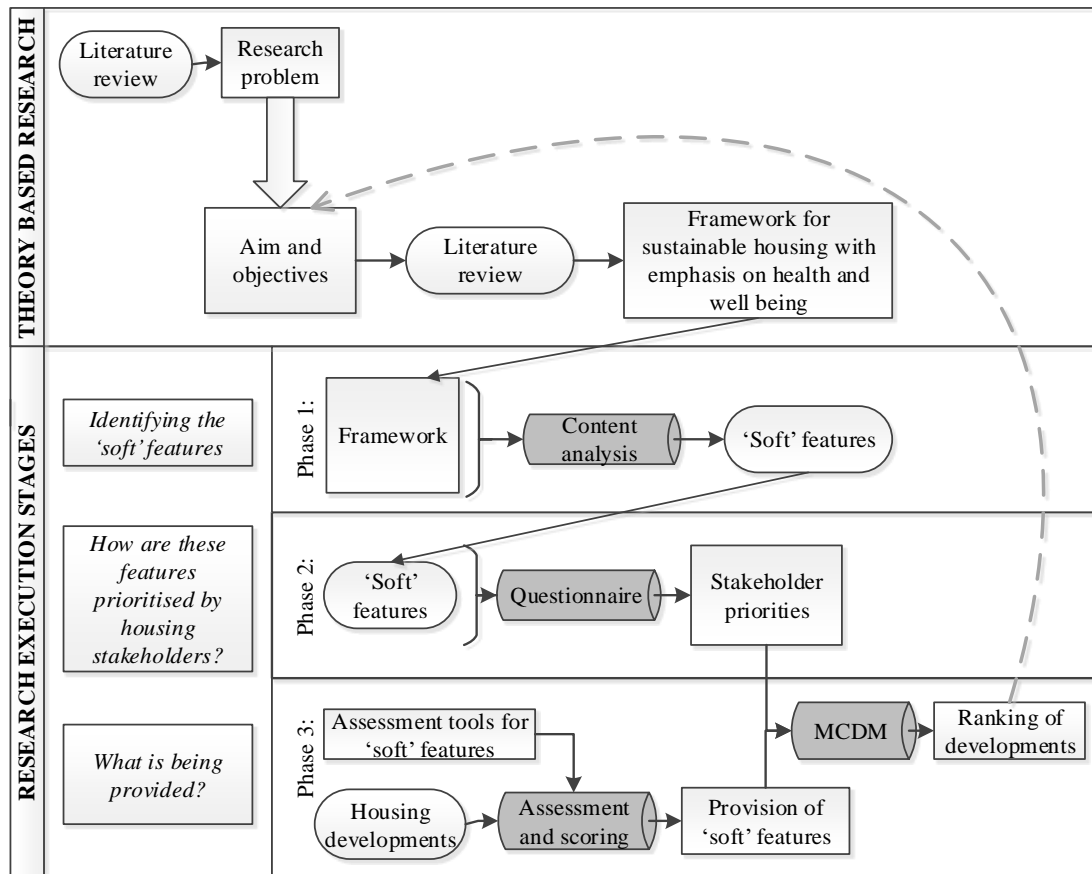 THEORY BASED RESEARCH
Literature
review
Research
problem
Aim and
objectives
Literature
review
Framework for
sustainable housing with
emphasis on health and
well being
RESEARCH EXECUTION STAGES
Identifying the
‘soft’ features
Phase 1:
Framework
Content
analysis
‘Soft’ features
How are these
features
prioritised by
housing
stakeholders?
Phase 2:
‘Soft’
features
Questionnaire
Stakeholder
priorities
What is being
provided?
Phase 3:
Assessment tools for
‘soft’ features
Housing
developments
Assessment
and scoring
Provision of
‘soft’ features
MCDM
Ranking of
developments